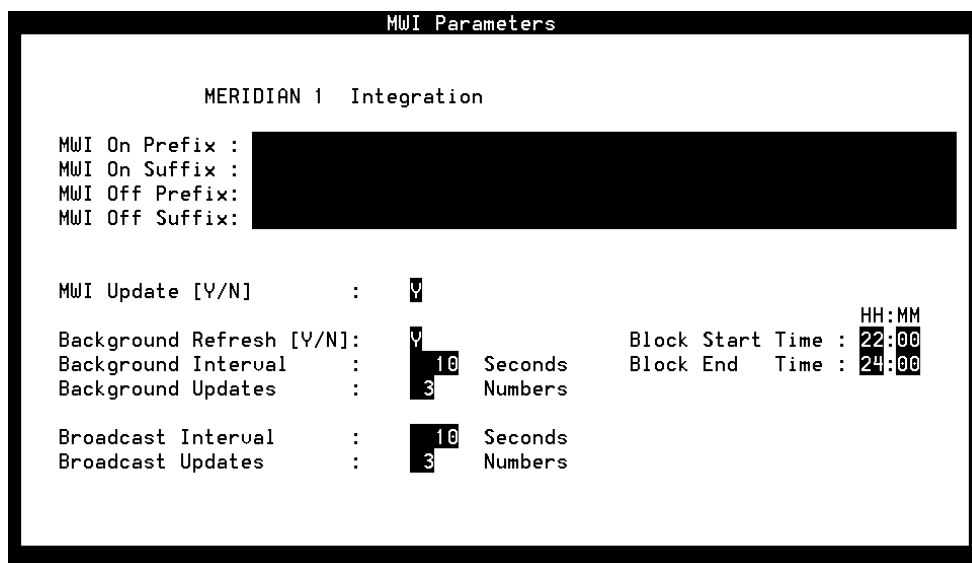 MWI Parameters
MERIDIAN 1 Integration
MWI On Prefix :
MWI On Suffix :
MWI Off Prefix:
MWI Off Suffix:
MWI Update [Y/N] : Y
HH:MM
Background Refresh [Y/N]: Y Block Start Time : 22:00
Background Interval : 10 Seconds Block End Time : 24:00
Background Updates : 3 Numbers
Broadcast Interval : 10 Seconds
Broadcast Updates : 3 Numbers